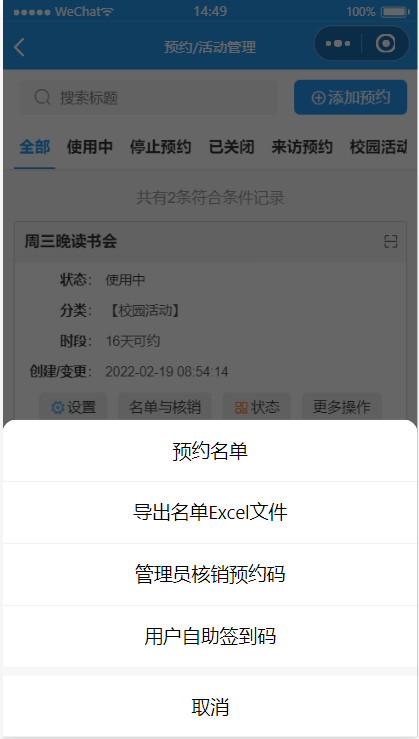 WeChat 14:49 100%
预约/活动管理
搜索标题 添加预约
全部 使用中 停止预约 已关闭 来访预约 校园活动
共有2条符合条件记录
周三晚读书会
状态： 使用中
分类： 【校园活动】
时段： 16天可约
创建/变更： 2022-02-19 08:54:14
设置 名单与核销 状态 更多操作
预约名单
导出名单Excel文件
管理员核销预约码
用户自助签到码
取消